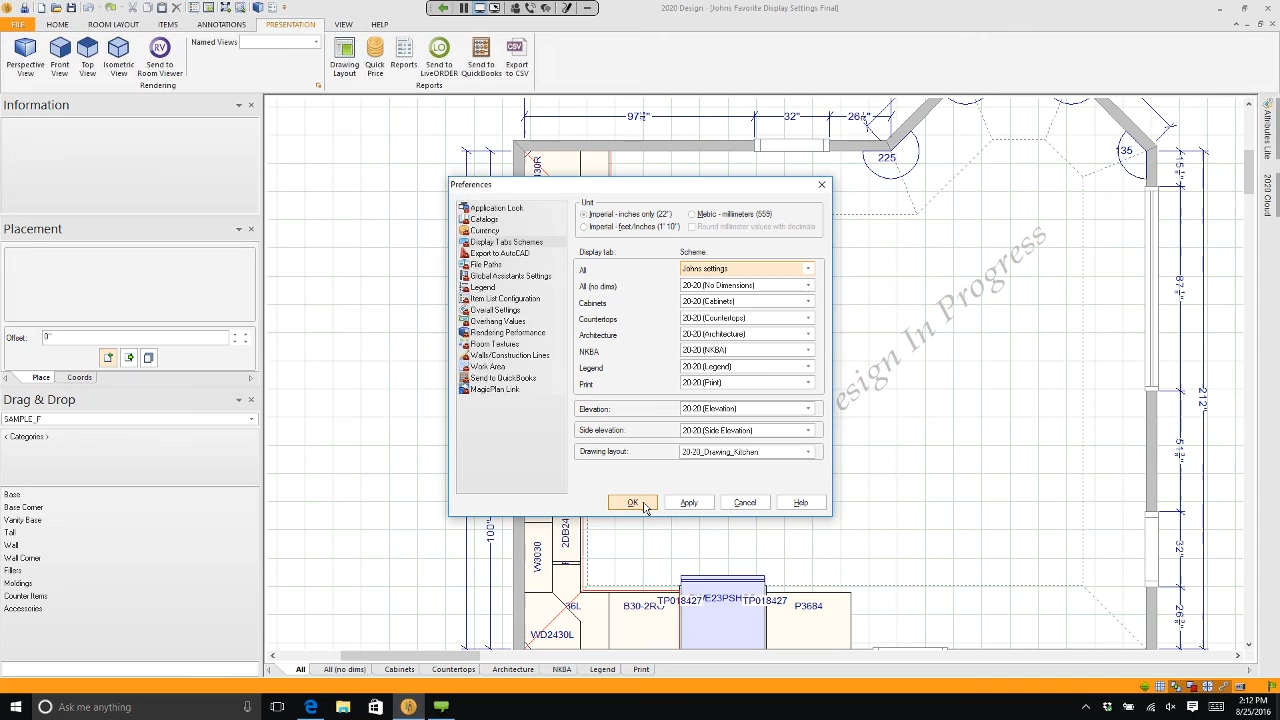 2020 Design - [Johns Favorite Display Settings Final]
FILE HOME ROOM LAYOUT ITEMS ANNOTATIONS PRESENTATION VIEW HELP
Named Views
Perspective View
Front View
Top View
Isometric View
Send to Room Viewer
Drawing Layout
Quick Price
Reports
Send to LiveORDER
Send to QuickBooks
Export to CSV
Rendering
Reports
Information
Placement
Offset: 0"
Place Coords
Drag & Drop
SAMPLE_F
< Categories >
Base
Base Corner
Vanity Base
Tall
Wall
Wall Corner
Fillers
Moldings
Counter Items
Accessories
32"
225
135
212"
32"
100"
Design In Progress
Preferences
Application Look
Catalogs
Currency
Display Tabs Schemes
Export to AutoCAD
File Paths
Global Assistants Settings
Legend
Item List Configuration
Overall Settings
Overhang Values
Rendering Performance
Room Textures
Walls/Construction Lines
Work Area
Send to QuickBooks
MagicPlan Link
Unit
Imperial - inches only (22") Metric - millimeters (559)
Imperial - feet/inches (1' 10") Round millimeter values with decimals
Display tab: Scheme:
All Johns settings
All (no dims) 20-20 (No Dimensions)
Cabinets 20-20 (Cabinets)
Countertops 20-20 (Countertops)
Architecture 20-20 (Architecture)
NKBA 20-20 (NKBA)
Legend 20-20 (Legend)
Print 20-20 (Print)
Elevation: 20-20 (Elevation)
Side elevation: 20-20 (Side Elevation)
Drawing layout: 20-20_Drawing_Kitchen
OK Apply Cancel Help
W3030
WD2430L
TP018427
TP018427
P3684
Attributes Lite
2020 Cloud
All All (no dims) Cabinets Countertops Architecture NKBA Legend Print
Ask me anything
2:12 PM
8/25/2016